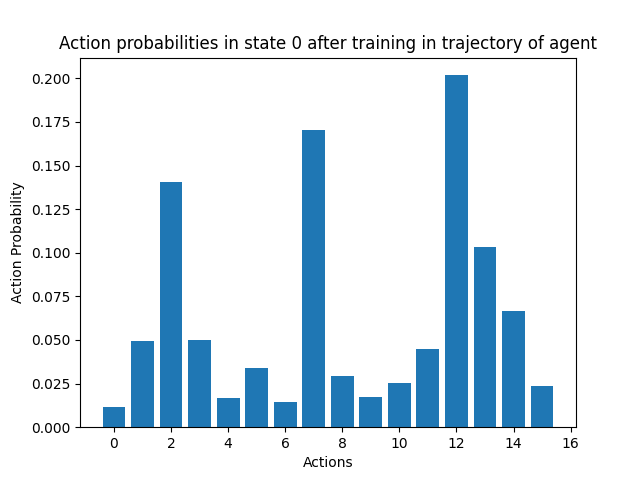 Action probabilities in state 0 after training in trajectory of agent
Action Probability
0.200
0.175
0.150
0.125
0.100
0.075
0.050
0.025
0.000
0 2 4 6 8 10 12 14 16
Actions